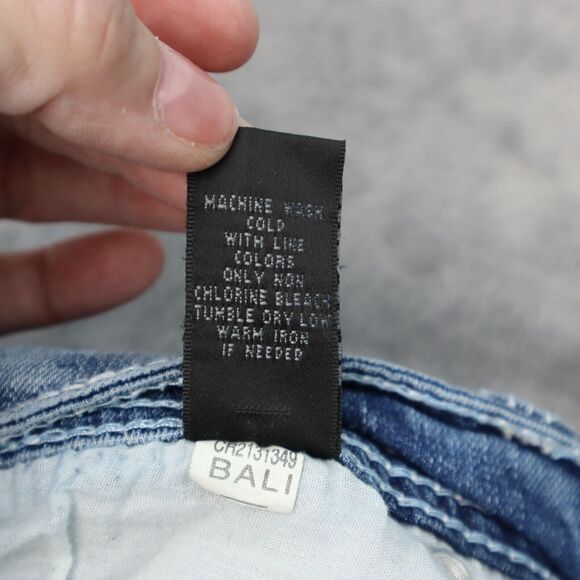 MACHINE WASH
COLD
WITH LIKE
COLORS
ONLY NON
CHLORINE BLEACH
TUMBLE DRY LOW
WARM IRON
IF NEEDED
CR2131349
BALI